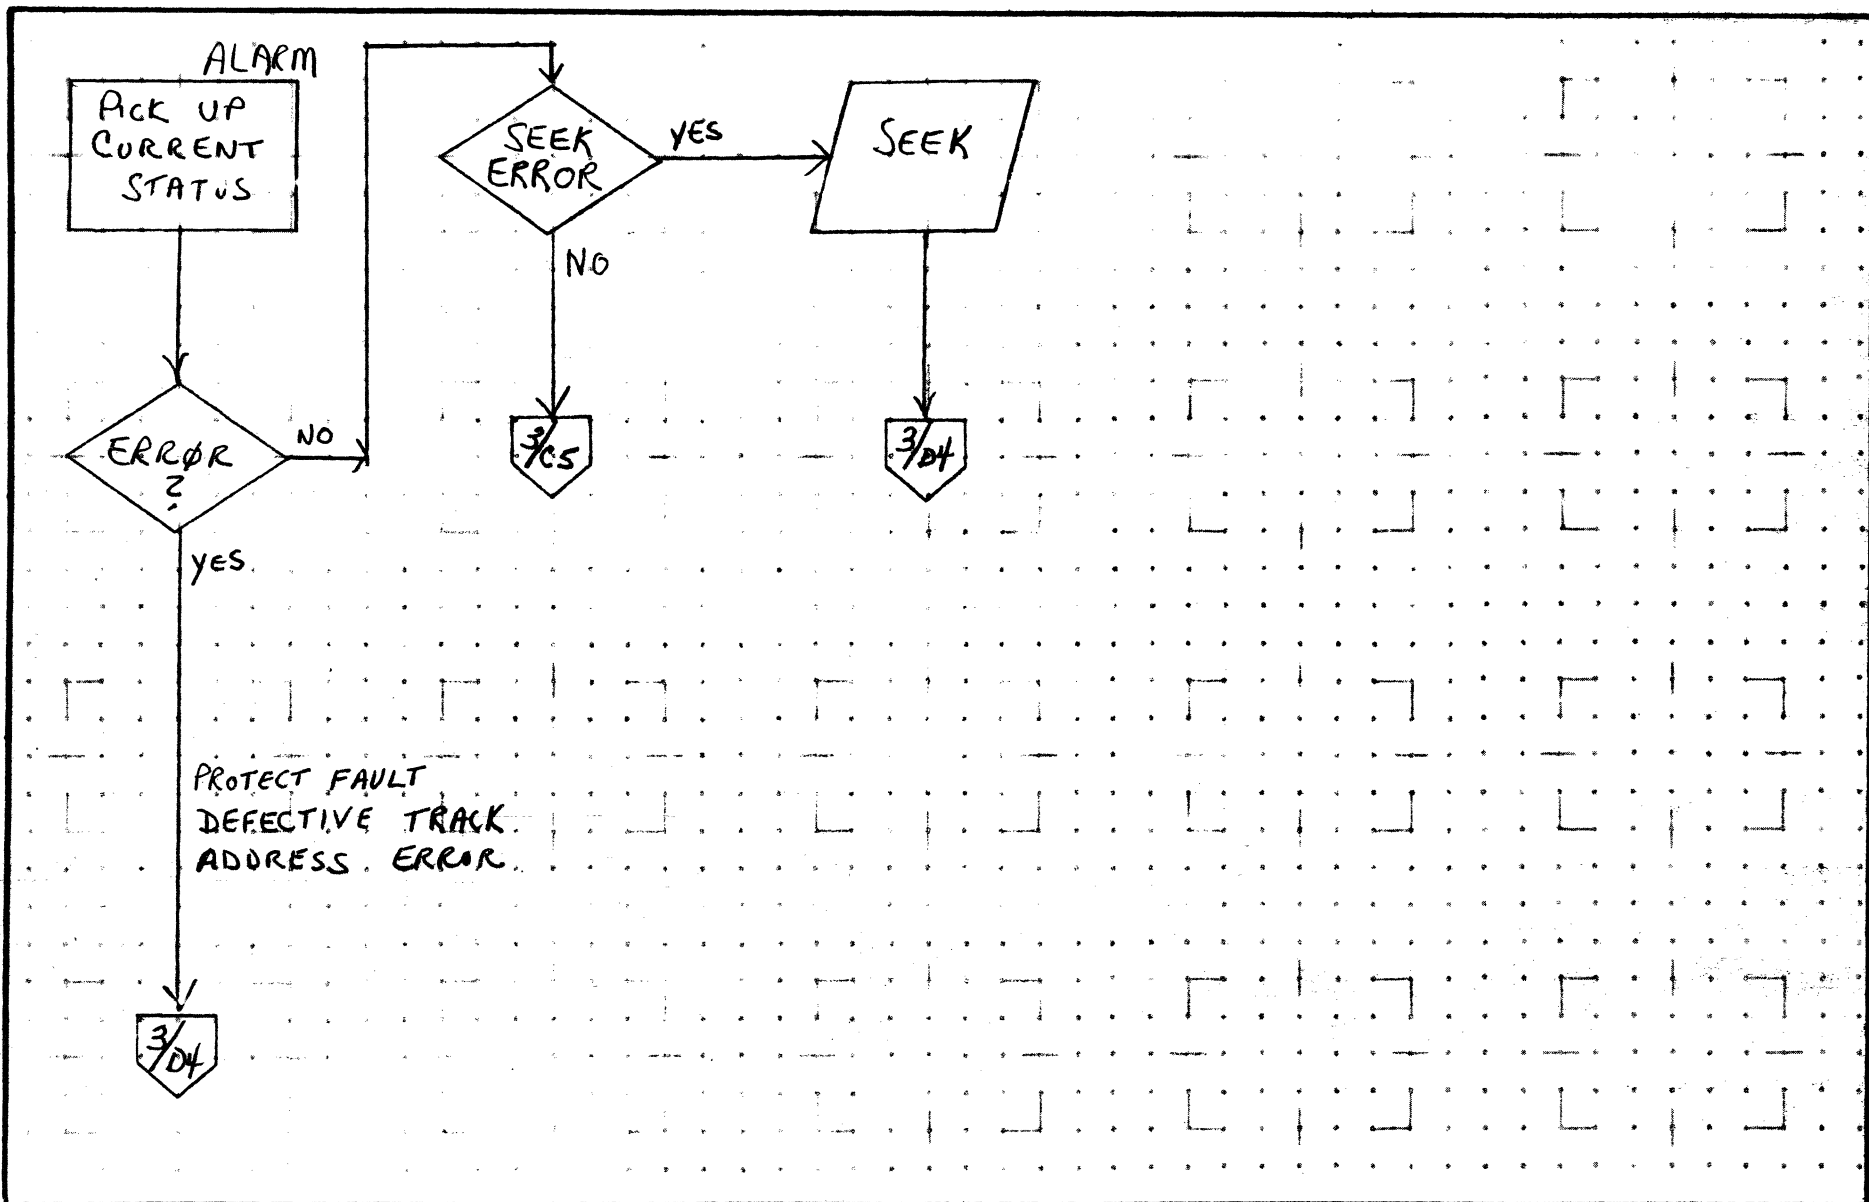 ALARM
PICK UP
CURRENT
STATUS
ERRØR
?
NO
YES
PROTECT FAULT
DEFECTIVE TRACK
ADDRESS ERROR
3/D4
SEEK
ERROR
YES
NO
3/C5
SEEK
3/D4